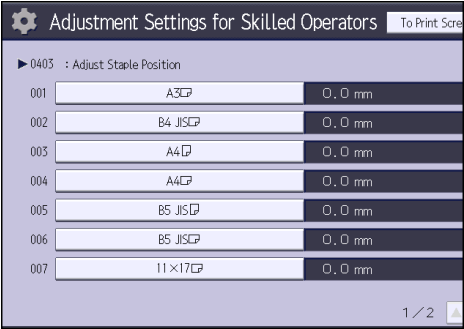 Adjustment Settings for Skilled Operators To Print Scre
▶ 0403 : Adjust Staple Position
001 A3 0.0 mm
002 B4 JIS 0.0 mm
003 A4 0.0 mm
004 A4 0.0 mm
005 B5 JIS 0.0 mm
006 B5 JIS 0.0 mm
007 11×17 0.0 mm
1/2